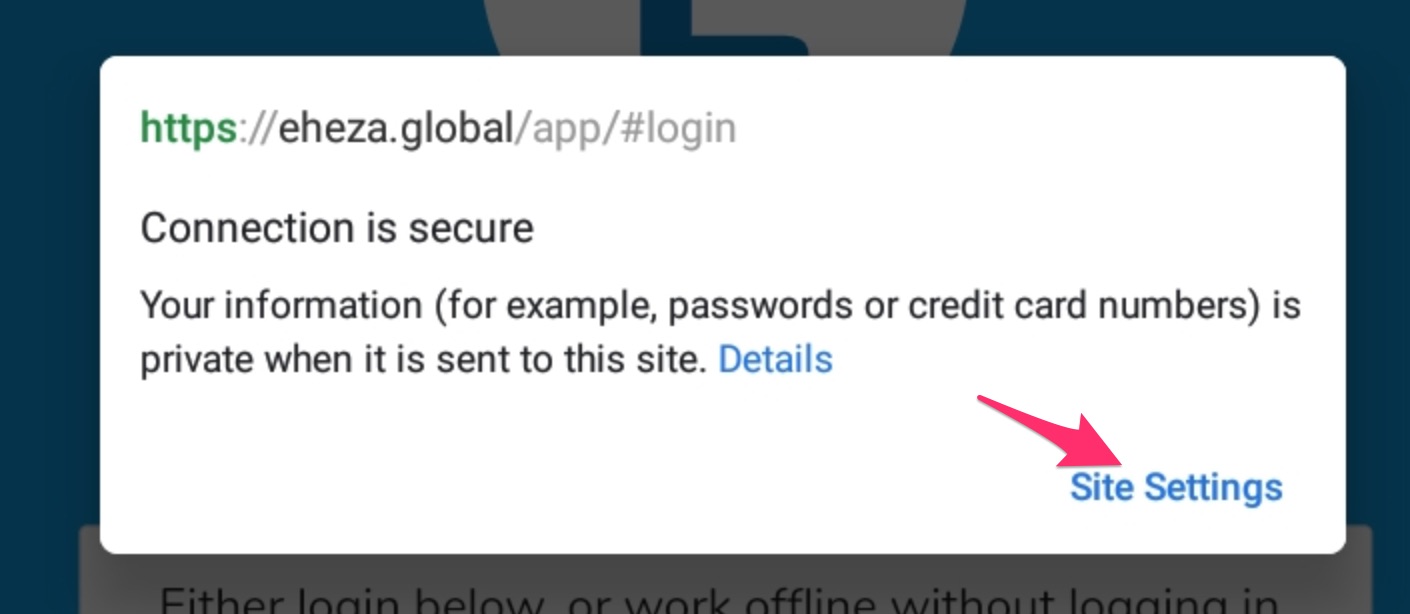 https://eheza.global/app/#login
Connection is secure
Your information (for example, passwords or credit card numbers) is
private when it is sent to this site. Details
Site Settings
Either login below, or work offline without logging in